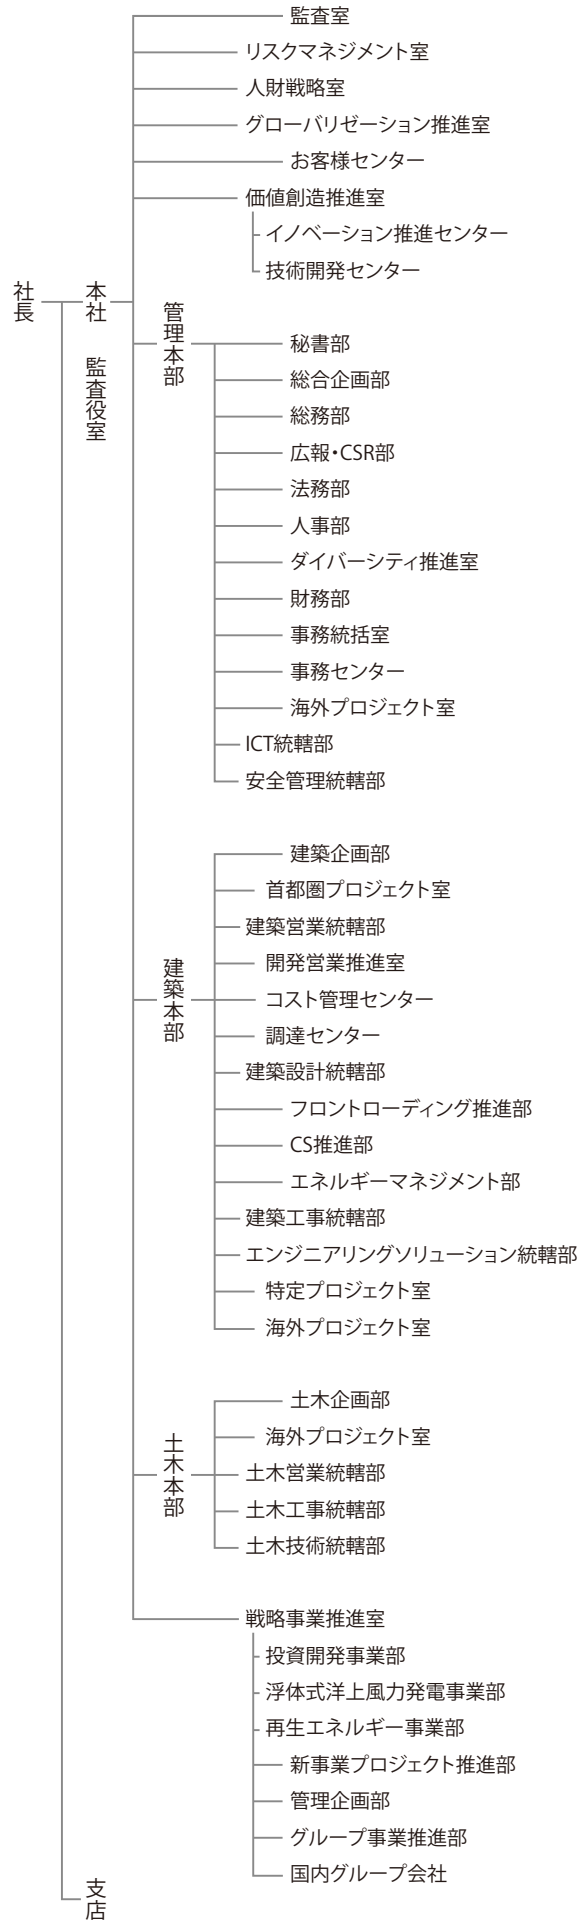 監査室
リスクマネジメント室
人財戦略室
グローバリゼーション推進室
お客様センター
価値創造推進室
イノベーション推進センター
技術開発センター
社長
本社
監査役室
管理本部
秘書部
総合企画部
総務部
広報・CSR部
法務部
人事部
ダイバーシティ推進室
財務部
事務統括室
事務センター
海外プロジェクト室
ICT統轄部
安全管理統轄部
建築本部
建築企画部
首都圏プロジェクト室
建築営業統轄部
開発営業推進室
コスト管理センター
調達センター
建築設計統轄部
フロントローディング推進部
CS推進部
エネルギーマネジメント部
建築工事統轄部
エンジニアリングソリューション統轄部
特定プロジェクト室
海外プロジェクト室
土木本部
土木企画部
海外プロジェクト室
土木営業統轄部
土木工事統轄部
土木技術統轄部
戦略事業推進室
投資開発事業部
浮体式洋上風力発電事業部
再生エネルギー事業部
新事業プロジェクト推進部
管理企画部
グループ事業推進部
国内グループ会社
支店